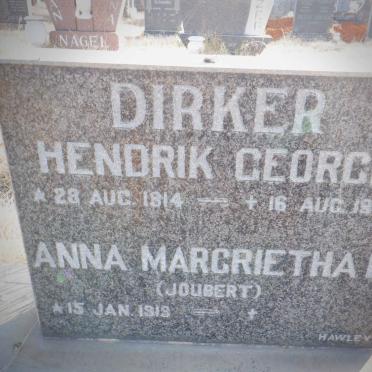 NAGEL
DIRKER
HENDRIK GEORG
* 28 AUG. 1914 — + 16 AUG. 19
ANNA MARGRIETHA
(JOUBERT)
* 15 JAN. 1919 — +
HAWLEY